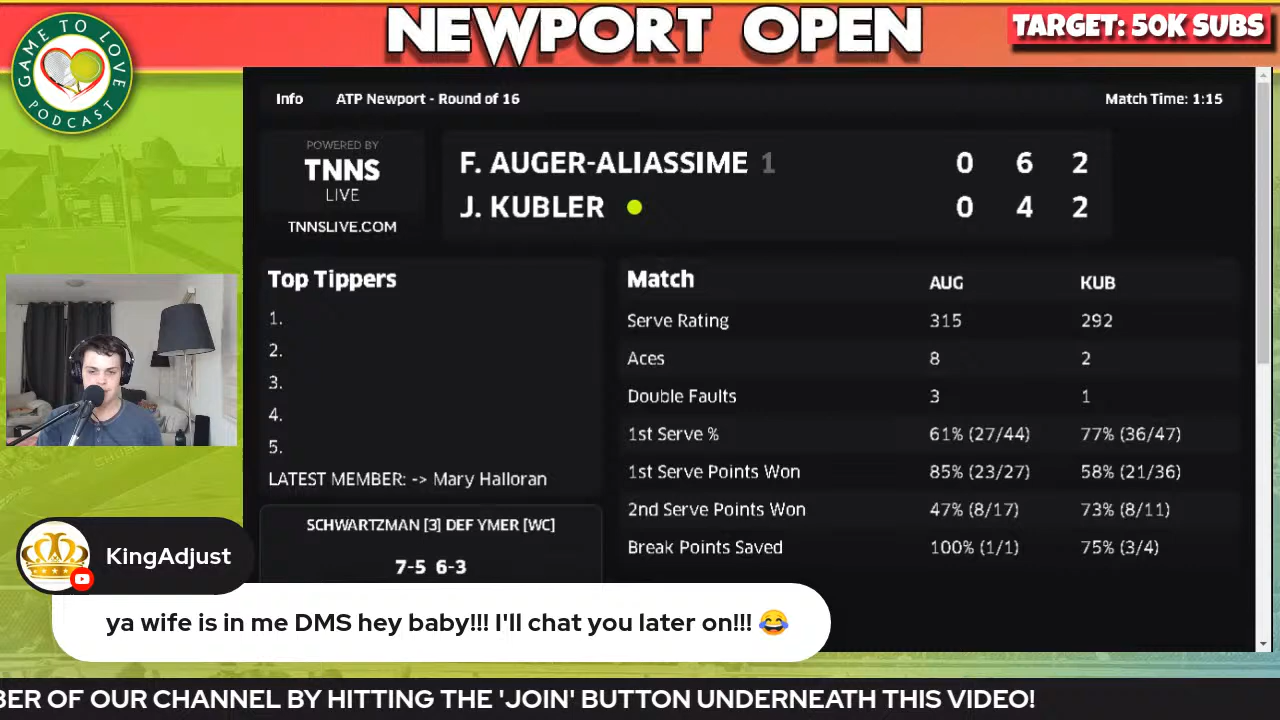 NEWPORT OPEN
TARGET: 50K SUBS
GAME TO LOVE
PODCAST
Info ATP Newport - Round of 16 Match Time: 1:15
POWERED BY
TNNS
LIVE
TNNSLIVE.COM
F. AUGER-ALIASSIME 1 0 6 2
J. KUBLER 0 4 2
Top Tippers
1.
2.
3.
4.
5.
LATEST MEMBER: -> Mary Halloran
SCHWARTZMAN [3] DEF YMER [WC]
7-5 6-3
Match AUG KUB
Serve Rating 315 292
Aces 8 2
Double Faults 3 1
1st Serve % 61% (27/44) 77% (36/47)
1st Serve Points Won 85% (23/27) 58% (21/36)
2nd Serve Points Won 47% (8/17) 73% (8/11)
Break Points Saved 100% (1/1) 75% (3/4)
KingAdjust
ya wife is in me DMS hey baby!!! I'll chat you later on!!! 😂
BER OF OUR CHANNEL BY HITTING THE 'JOIN' BUTTON UNDERNEATH THIS VIDEO!